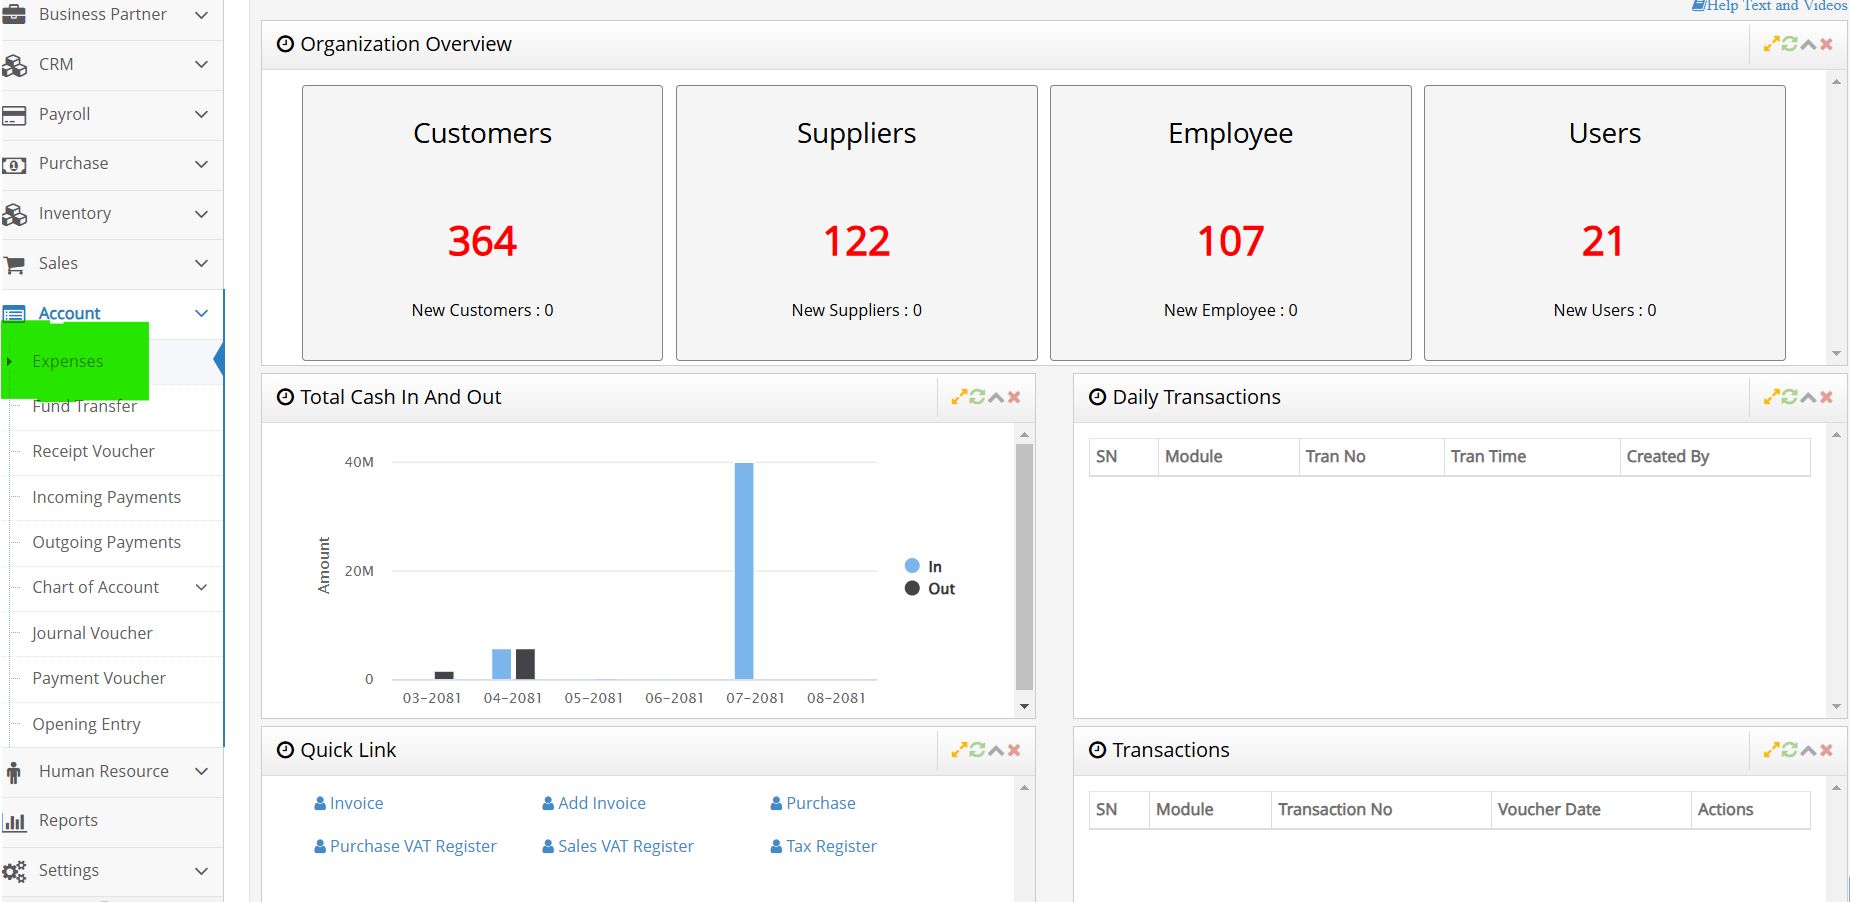 Business Partner
CRM
Payroll
Purchase
Inventory
Sales
Account
Expenses
Fund Transfer
Receipt Voucher
Incoming Payments
Outgoing Payments
Chart of Account
Journal Voucher
Payment Voucher
Opening Entry
Human Resource
Reports
Settings
Help Text and Videos
Organization Overview
Customers
364
New Customers : 0
Suppliers
122
New Suppliers : 0
Employee
107
New Employee : 0
Users
21
New Users : 0
Total Cash In And Out
Amount
40M
20M
0
03-2081 04-2081 05-2081 06-2081 07-2081 08-2081
In
Out
Daily Transactions
SN Module Tran No Tran Time Created By
Quick Link
Invoice Add Invoice Purchase
Purchase VAT Register Sales VAT Register Tax Register
Transactions
SN Module Transaction No Voucher Date Actions